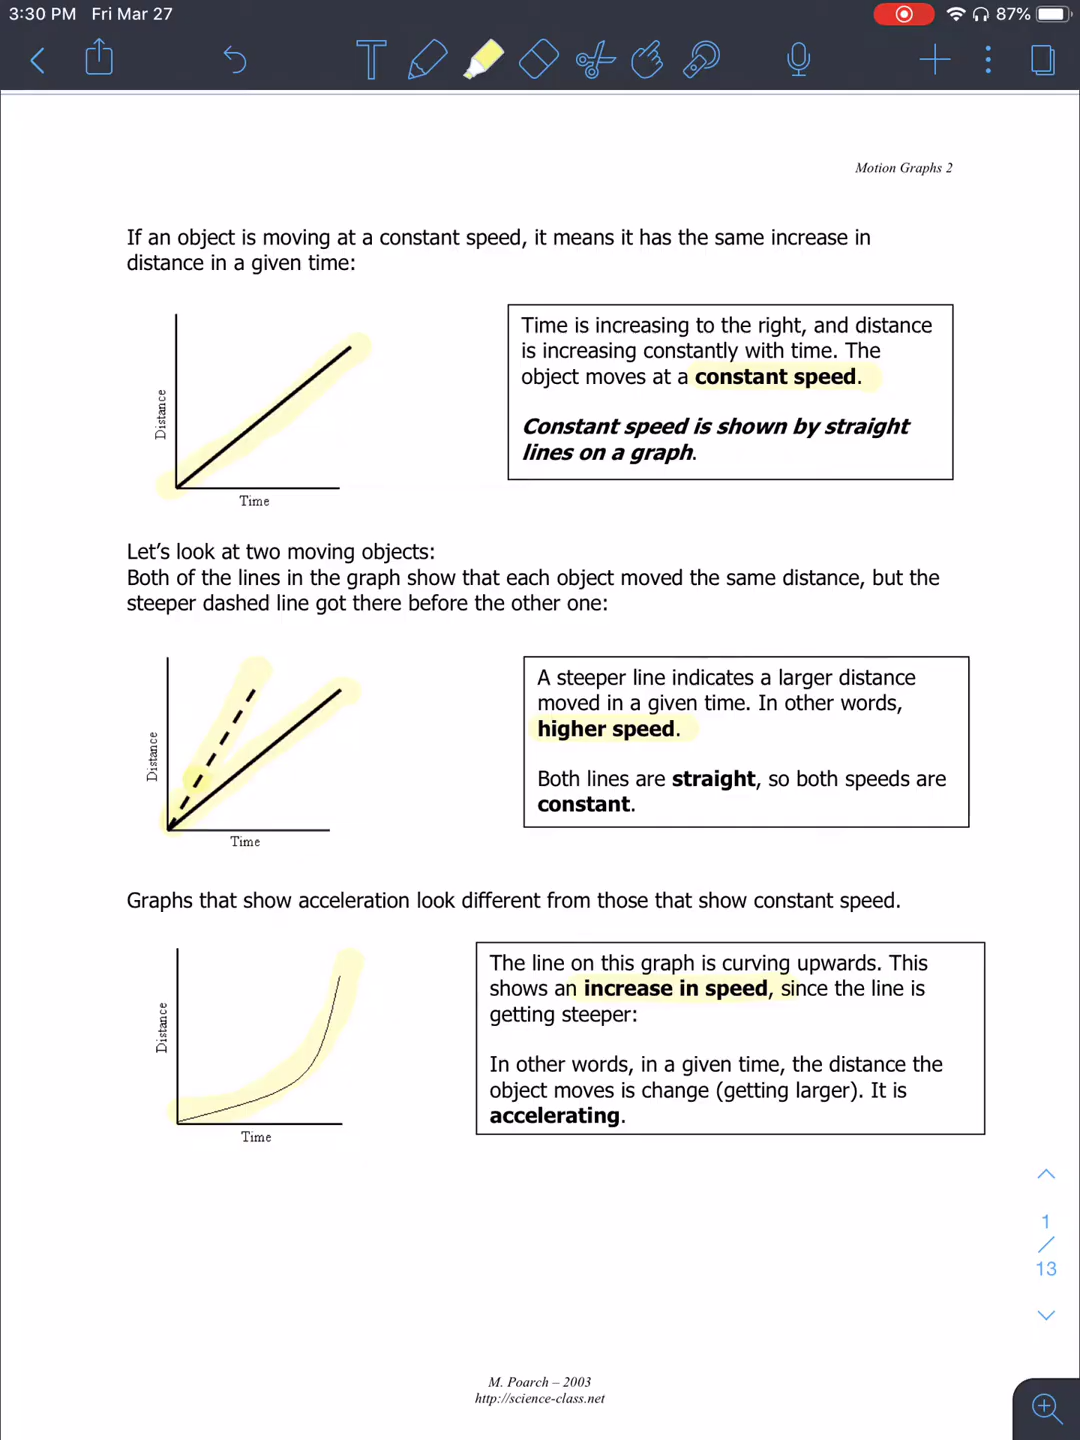 3:30 PM Fri Mar 27
87%
Motion Graphs 2
If an object is moving at a constant speed, it means it has the same increase in
distance in a given time:
Distance
Time
Time is increasing to the right, and distance
is increasing constantly with time. The
object moves at a constant speed.
Constant speed is shown by straight
lines on a graph.
Let's look at two moving objects:
Both of the lines in the graph show that each object moved the same distance, but the
steeper dashed line got there before the other one:
Distance
Time
A steeper line indicates a larger distance
moved in a given time. In other words,
higher speed.
Both lines are straight, so both speeds are
constant.
Graphs that show acceleration look different from those that show constant speed.
Distance
Time
The line on this graph is curving upwards. This
shows an increase in speed, since the line is
getting steeper:
In other words, in a given time, the distance the
object moves is change (getting larger). It is
accelerating.
1
/
13
M. Poarch – 2003
http://science-class.net